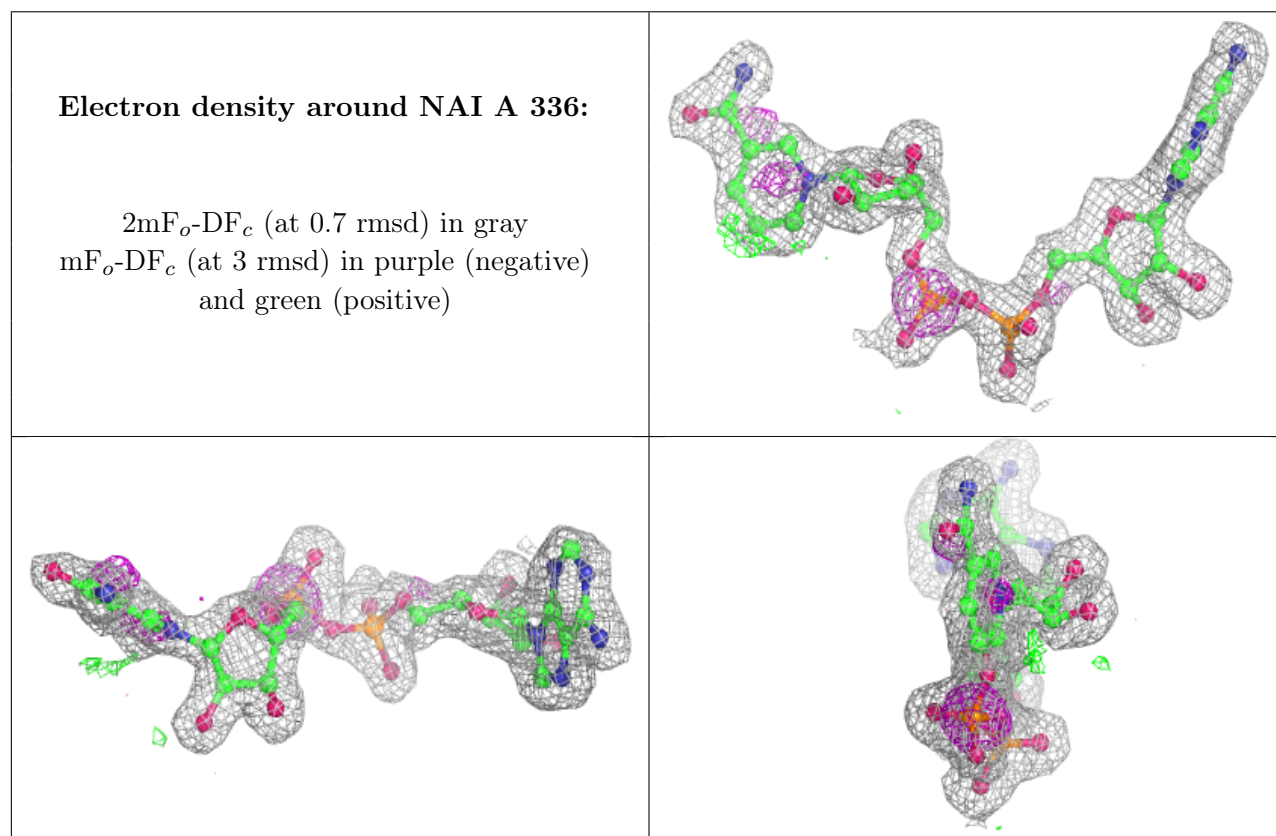 Electron density around NAI A 336:
2mFo-DFc (at 0.7 rmsd) in gray
mFo-DFc (at 3 rmsd) in purple (negative)
and green (positive)